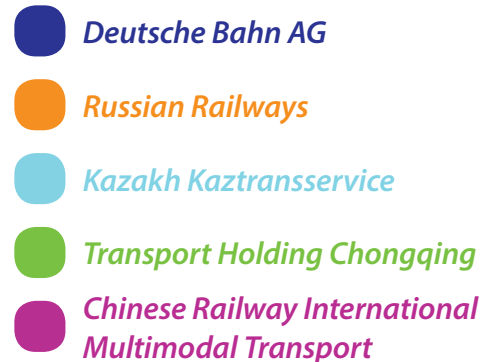 Deutsche Bahn AG
Russian Railways
Kazakh Kaztransservice
Transport Holding Chongqing
Chinese Railway International
Multimodal Transport